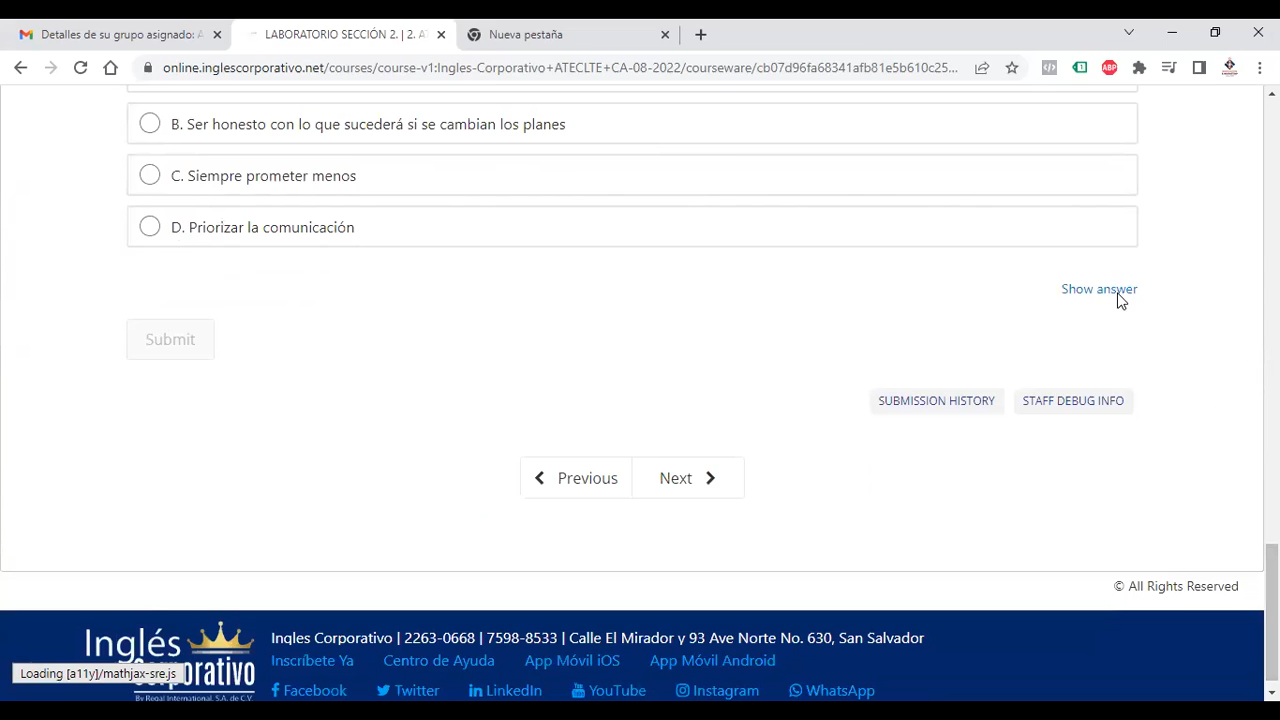 Detalles de su grupo asignado: A
LABORATORIO SECCIÓN 2. | 2. AT
Nueva pestaña
online.inglescorporativo.net/courses/course-v1:Ingles-Corporativo+ATECLTE+CA-08-2022/courseware/cb07d96fa68341afb81e5b610c25...
B. Ser honesto con lo que sucederá si se cambian los planes
C. Siempre prometer menos
D. Priorizar la comunicación
Show answer
Submit
SUBMISSION HISTORY STAFF DEBUG INFO
Previous Next
© All Rights Reserved
Inglés Corporativo
By Regal International, S.A. de C.V.
Ingles Corporativo | 2263-0668 | 7598-8533 | Calle El Mirador y 93 Ave Norte No. 630, San Salvador
Inscríbete Ya Centro de Ayuda App Móvil iOS App Móvil Android
Loading [a11y]/mathjax-sre.js
Facebook Twitter LinkedIn YouTube Instagram WhatsApp